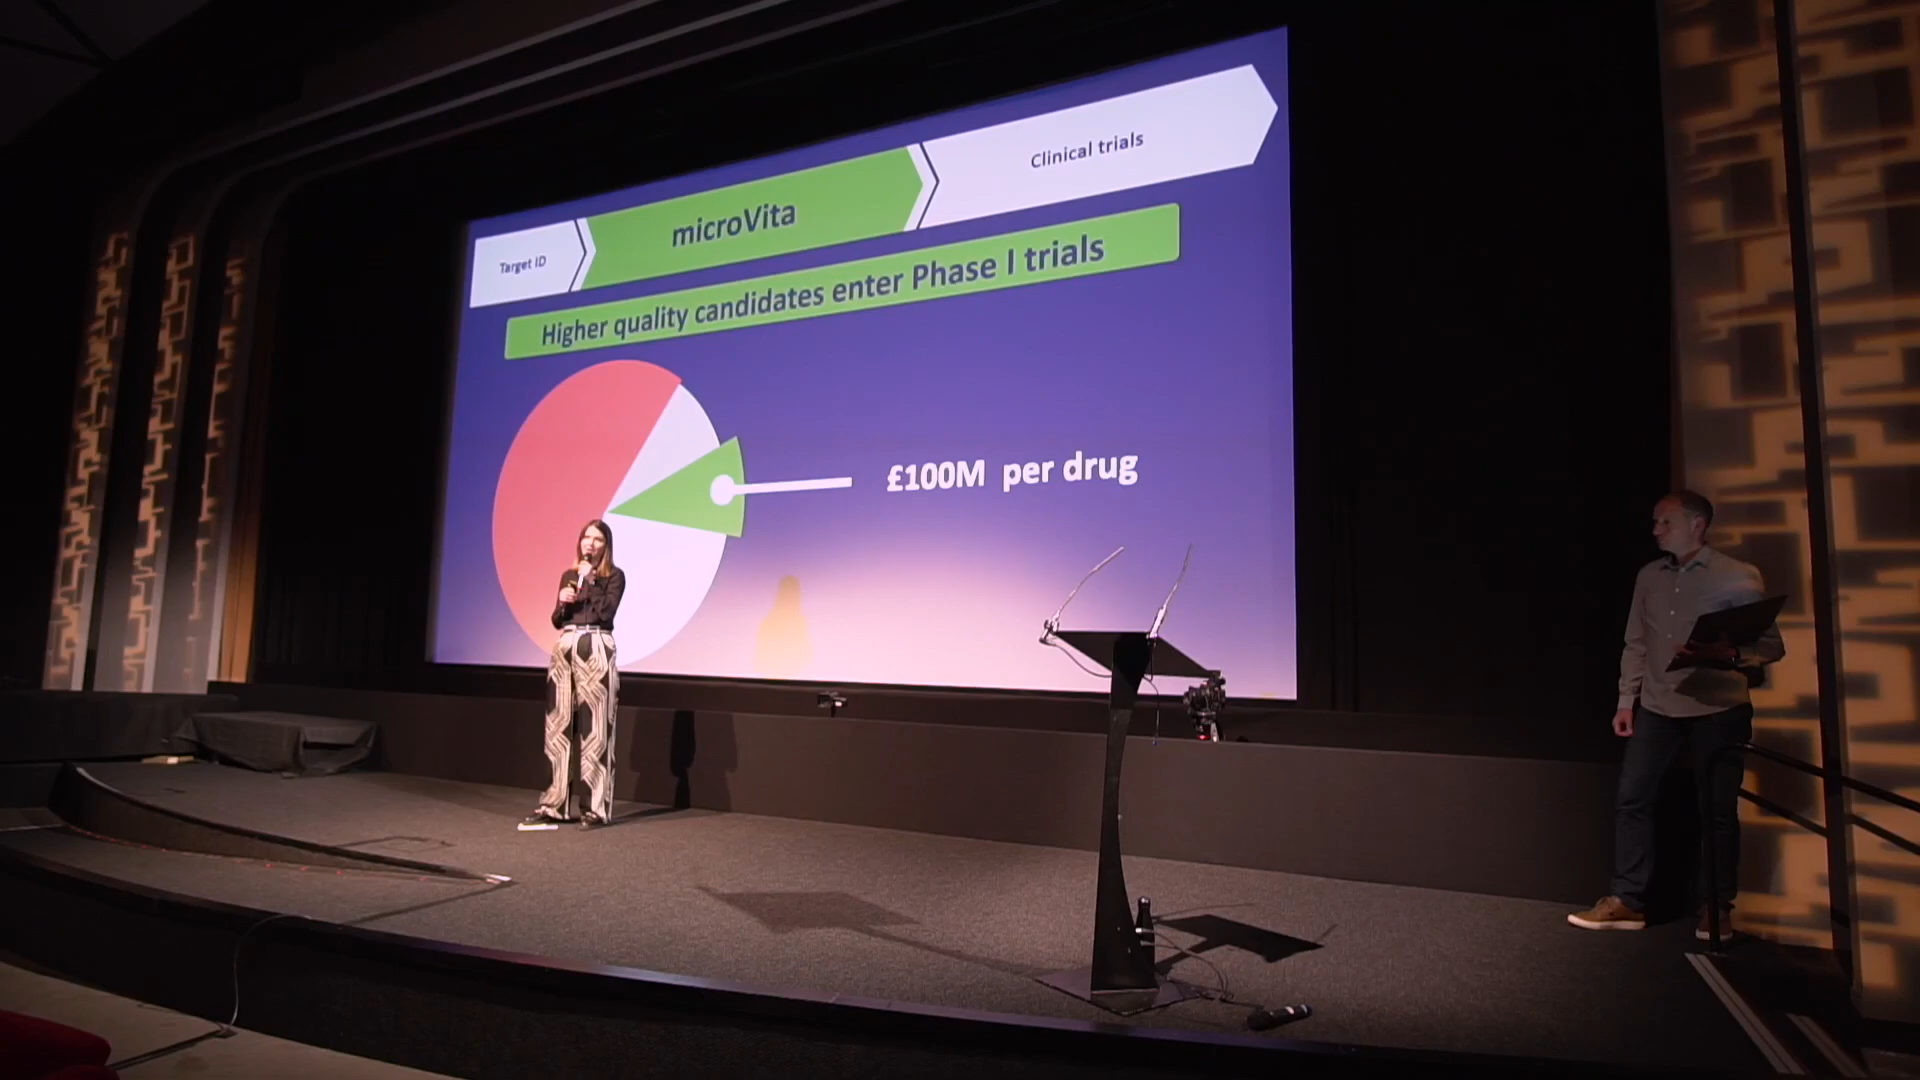 Target ID
microVita
Clinical trials
Higher quality candidates enter Phase I trials
£100M per drug